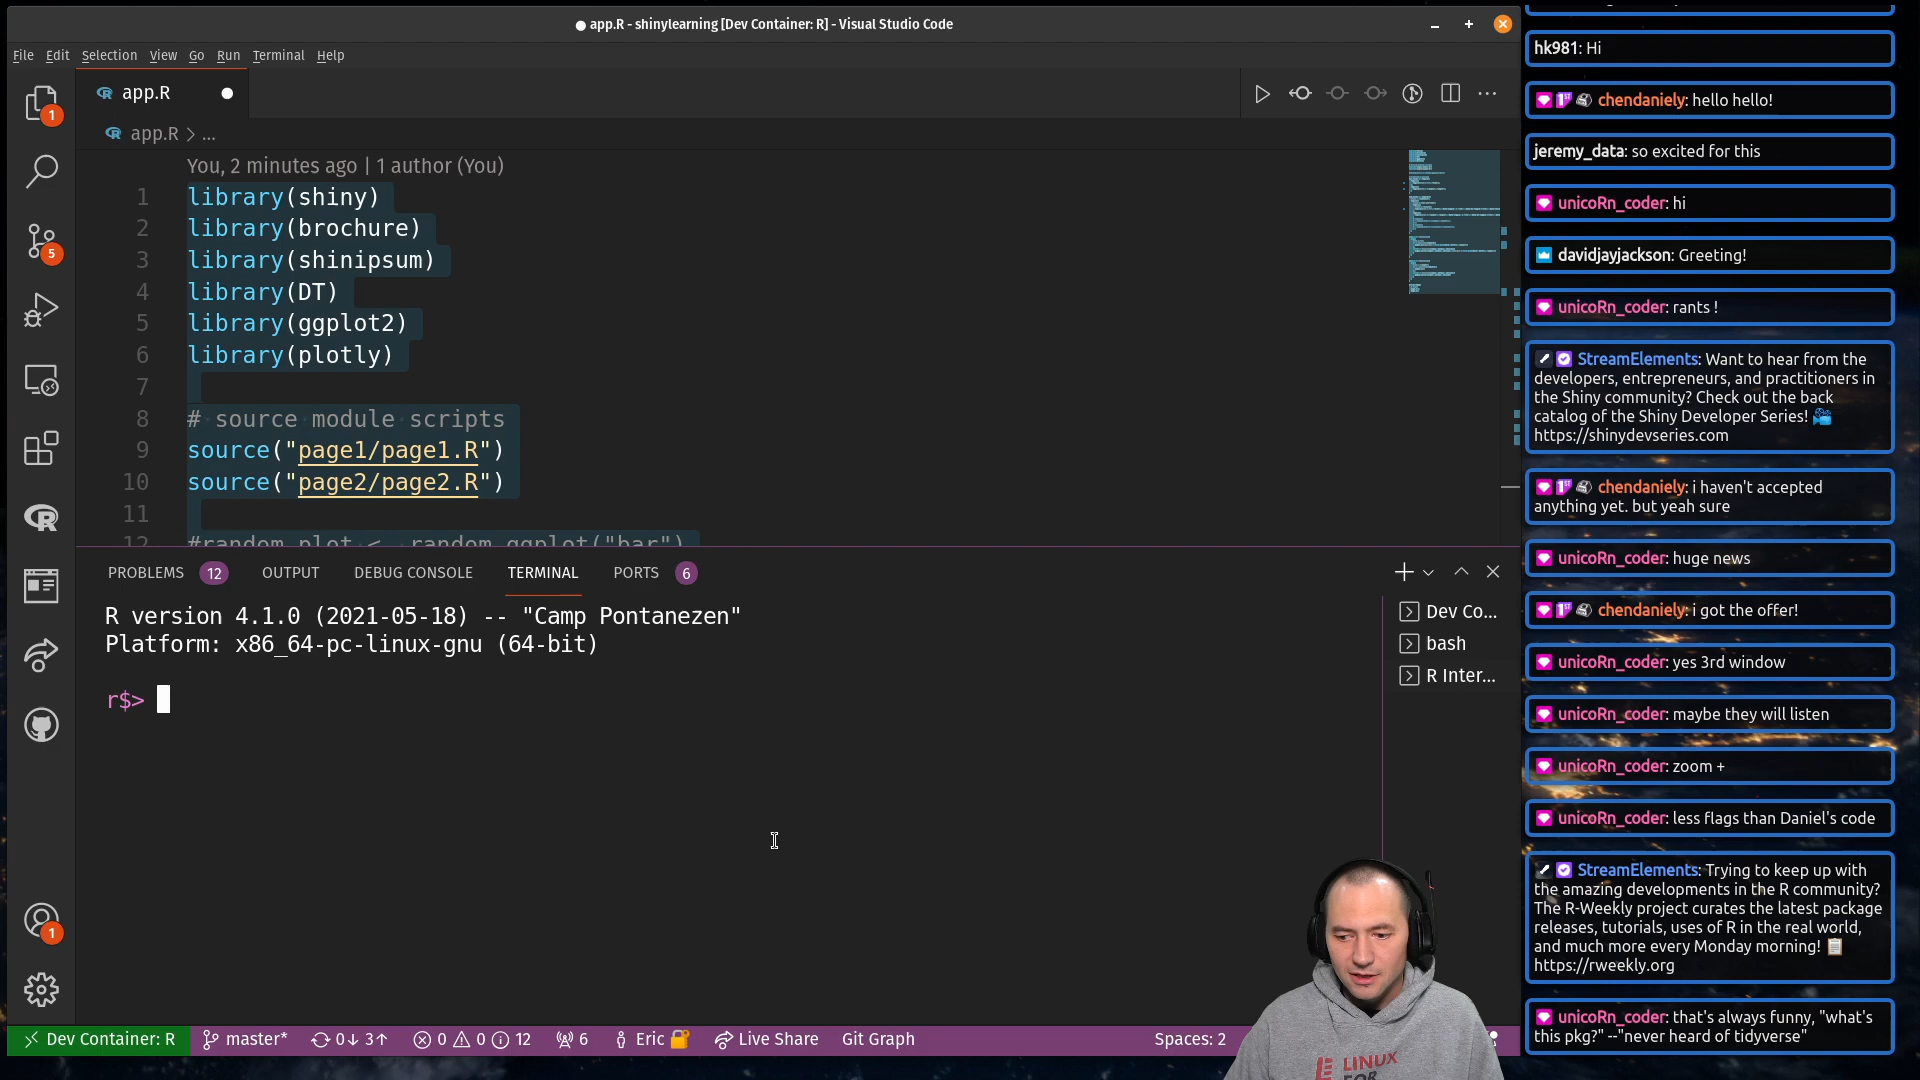 app.R - shinylearning [Dev Container: R] - Visual Studio Code
File Edit Selection View Go Run Terminal Help
app.R
app.R > ...
You, 2 minutes ago | 1 author (You)
1 library(shiny)
2 library(brochure)
3 library(shinipsum)
4 library(DT)
5 library(ggplot2)
6 library(plotly)
7
8 # source module scripts
9 source("page1/page1.R")
10 source("page2/page2.R")
11
12 #random_plot <- random_ggplot("bar")
PROBLEMS 12 OUTPUT DEBUG CONSOLE TERMINAL PORTS 6
R version 4.1.0 (2021-05-18) -- "Camp Pontanezen"
Platform: x86_64-pc-linux-gnu (64-bit)
r$>
Dev Co...
bash
R Inter...
1
5
1
Dev Container: R master* 0↓ 3↑ 0 0 12 6 Eric Live Share Git Graph Spaces: 2
LINUX
FOR
hk981: Hi
chendaniely: hello hello!
jeremy_data: so excited for this
unicoRn_coder: hi
davidjayjackson: Greeting!
unicoRn_coder: rants !
StreamElements: Want to hear from the
developers, entrepreneurs, and practitioners in
the Shiny community? Check out the back
catalog of the Shiny Developer Series!
https://shinydevseries.com
chendaniely: i haven't accepted
anything yet. but yeah sure
unicoRn_coder: huge news
chendaniely: i got the offer!
unicoRn_coder: yes 3rd window
unicoRn_coder: maybe they will listen
unicoRn_coder: zoom +
unicoRn_coder: less flags than Daniel's code
StreamElements: Trying to keep up with
the amazing developments in the R community?
The R-Weekly project curates the latest package
releases, tutorials, uses of R in the real world,
and much more every Monday morning!
https://rweekly.org
unicoRn_coder: that's always funny, "what's
this pkg?" --"never heard of tidyverse"